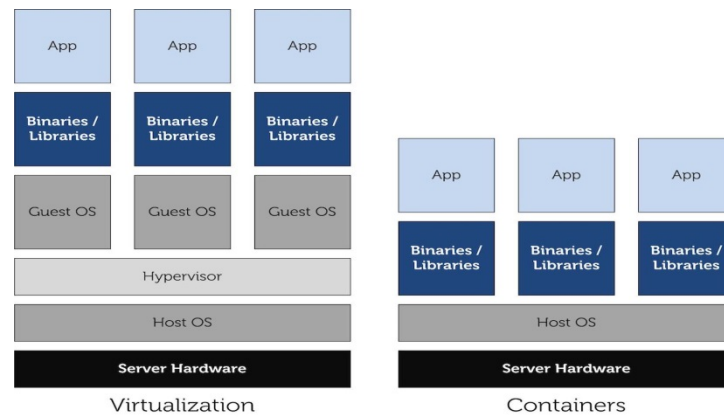 App App App
Binaries / Binaries / Binaries /
Libraries Libraries Libraries
Guest OS Guest OS Guest OS
Hypervisor
Host OS
Server Hardware
Virtualization
App App App
Binaries / Binaries / Binaries /
Libraries Libraries Libraries
Host OS
Server Hardware
Containers